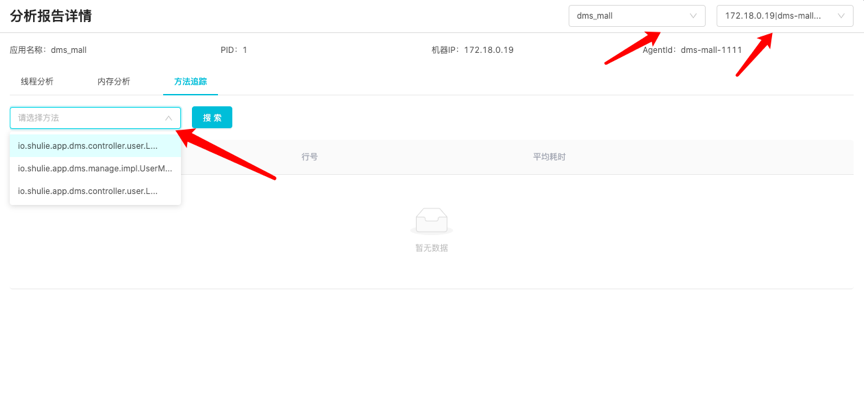 分析报告详情
dms_mall
172.18.0.19|dms-mall...
应用名称: dms_mall
PID: 1
机器IP: 172.18.0.19
AgentId: dms-mall-1111
线程分析
内存分析
方法追踪
请选择方法
搜 索
io.shulie.app.dms.controller.user.L...
io.shulie.app.dms.manage.impl.UserM...
io.shulie.app.dms.controller.user.L...
行号
平均耗时
暂无数据